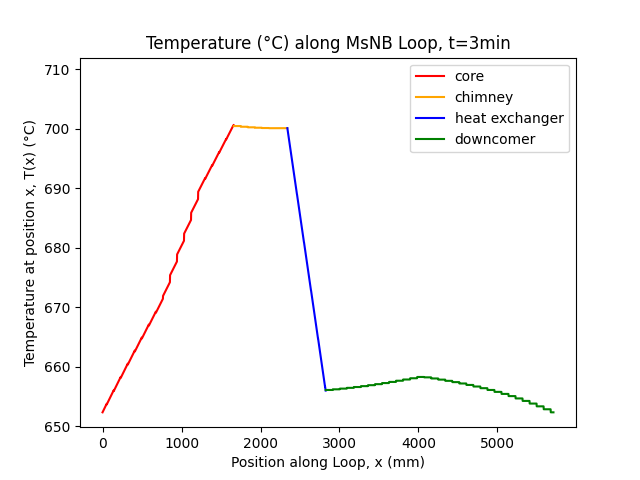 Temperature (°C) along MsNB Loop, t=3min
Temperature at position x, T(x) (°C)
710
700
690
680
670
660
650
core
chimney
heat exchanger
downcomer
0
1000
2000
3000
4000
5000
Position along Loop, x (mm)